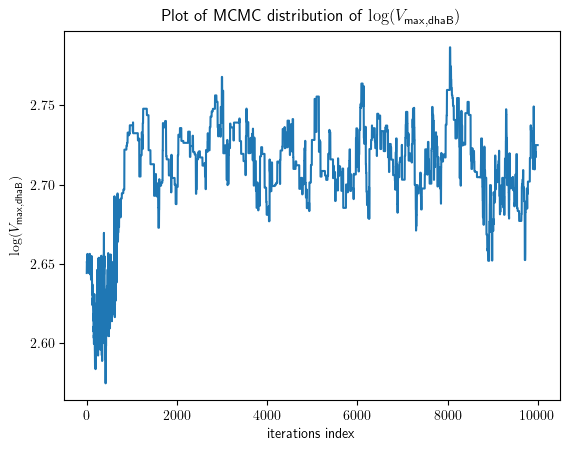 Plot of MCMC distribution of log(V_max,dhaB)
log(V_max,dhaB)
2.75
2.70
2.65
2.60
0 2000 4000 6000 8000 10000
iterations index